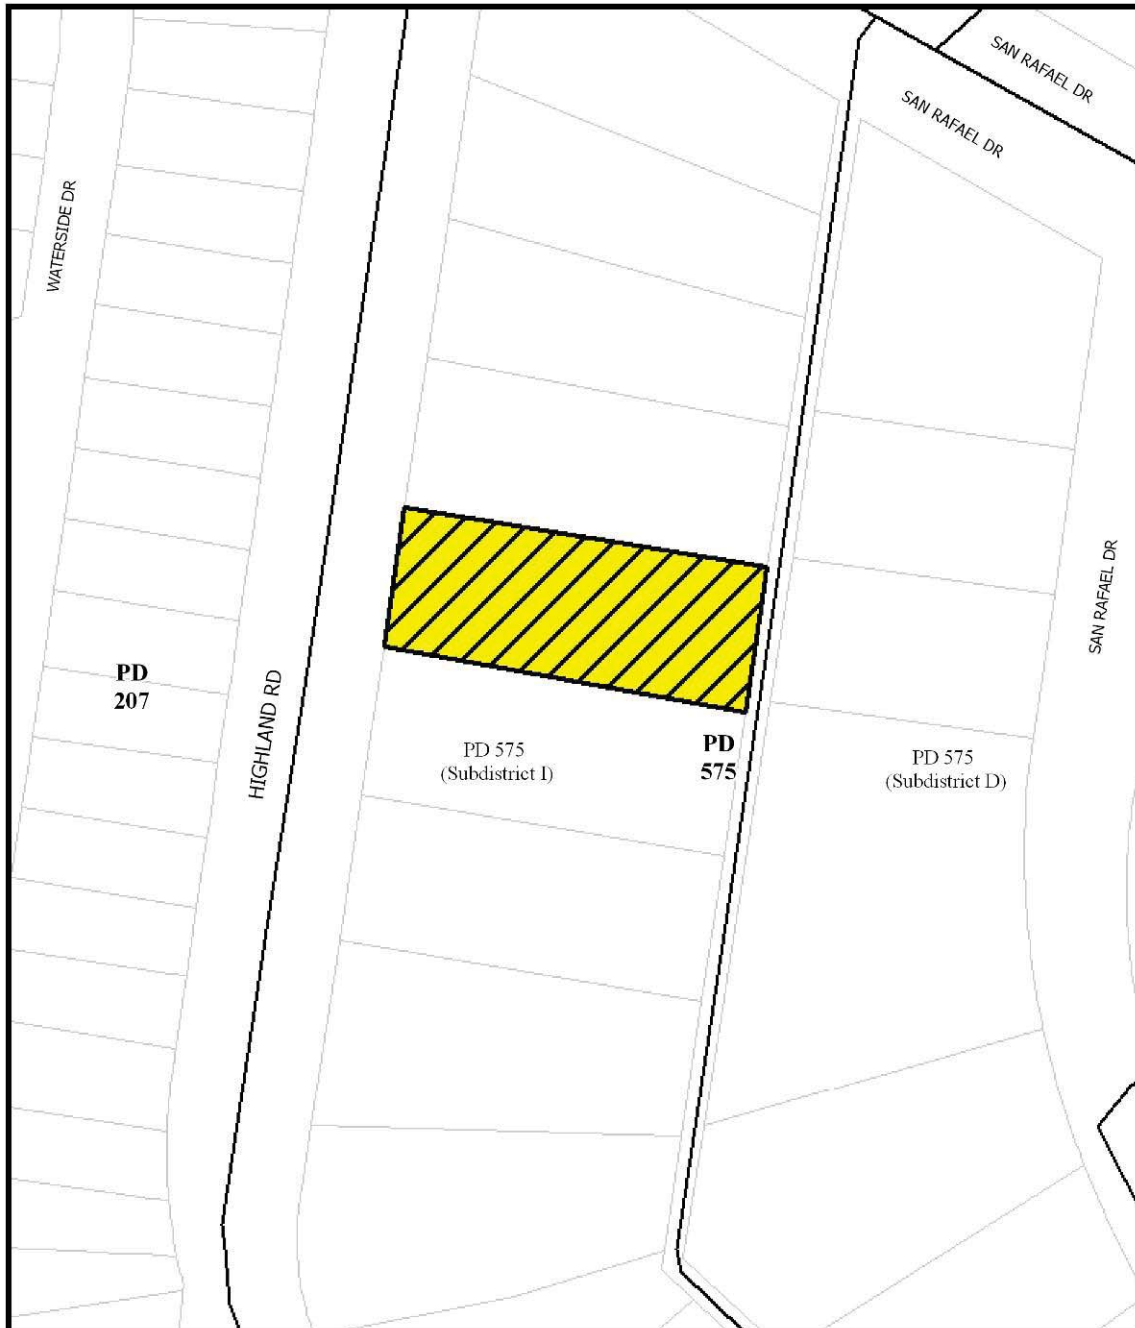 SAN RAFAEL DR
SAN RAFAEL DR
WATERSIDE DR
SAN RAFAEL DR
HIGHLAND RD
PD
207
PD 575
(Subdistrict I)
PD
575
PD 575
(Subdistrict D)